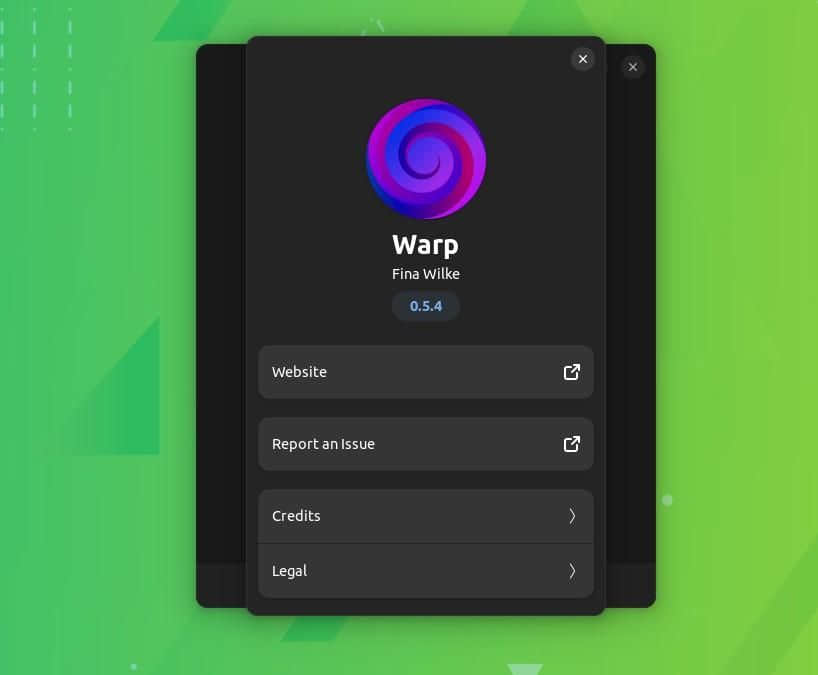 Warp
Fina Wilke
0.5.4
Website
Report an Issue
Credits
Legal